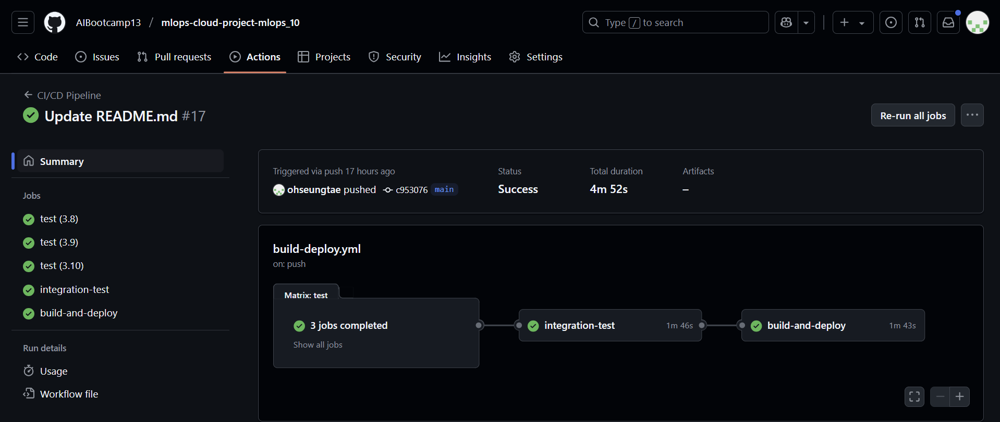 AIBootcamp13 / mlops-cloud-project-mlops_10
Type / to search
Code Issues Pull requests Actions Projects Security Insights Settings
CI/CD Pipeline
Update README.md #17
Re-run all jobs
Summary
Jobs
test (3.8)
test (3.9)
test (3.10)
integration-test
build-and-deploy
Run details
Usage
Workflow file
Triggered via push 17 hours ago
ohseungtae pushed c953076 main
Status
Success
Total duration
4m 52s
Artifacts
–
build-deploy.yml
on: push
Matrix: test
3 jobs completed
Show all jobs
integration-test 1m 46s
build-and-deploy 1m 43s